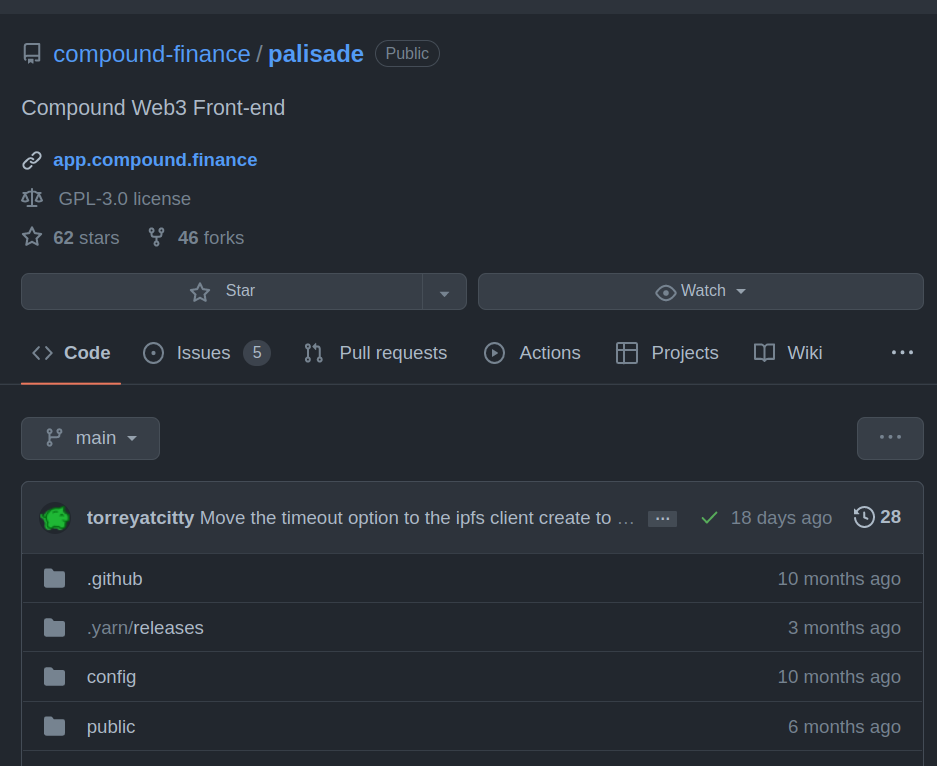 compound-finance / palisade Public
Compound Web3 Front-end
app.compound.finance
GPL-3.0 license
62 stars 46 forks
Star Watch
Code Issues 5 Pull requests Actions Projects Wiki ...
main ...
torreyatcitty Move the timeout option to the ipfs client create to … ... 18 days ago 28
.github 10 months ago
.yarn/releases 3 months ago
config 10 months ago
public 6 months ago